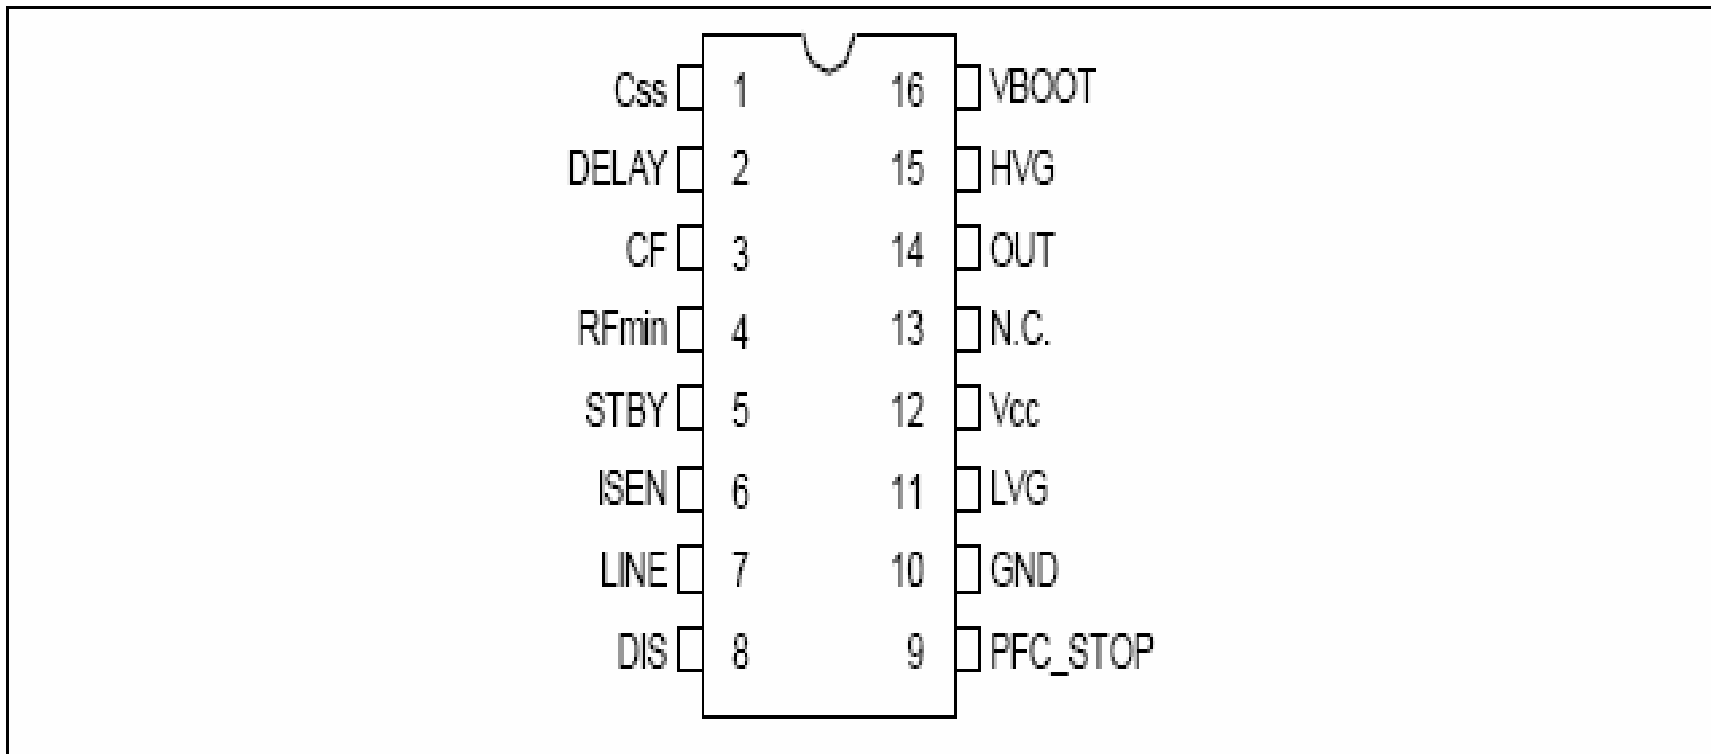 Css 1 16 VBOOT
DELAY 2 15 HVG
CF 3 14 OUT
RFmin 4 13 N.C.
STBY 5 12 Vcc
ISEN 6 11 LVG
LINE 7 10 GND
DIS 8 9 PFC_STOP